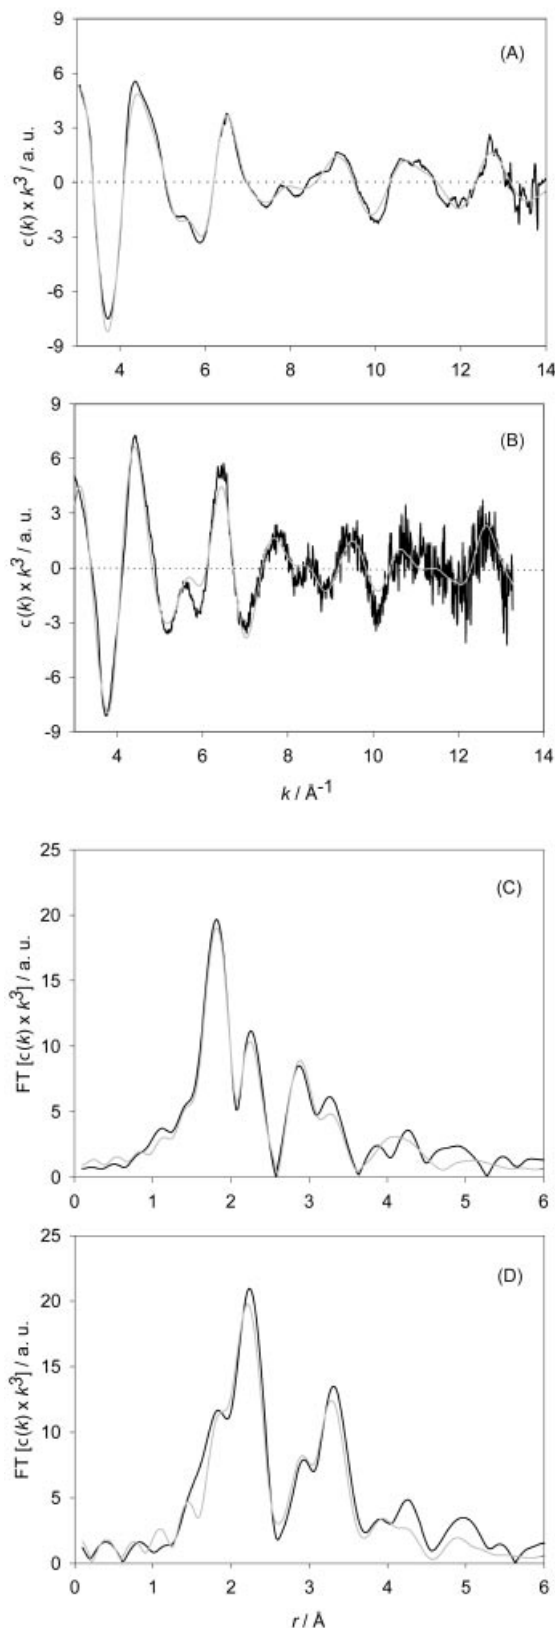 (A)
c(k) x k³ / a. u.
9
6
3
0
-3
-6
-9
4 6 8 10 12 14
(B)
c(k) x k³ / a. u.
9
6
3
0
-3
-6
-9
4 6 8 10 12 14
k / Å⁻¹
(C)
FT [c(k) x k³] / a. u.
25
20
15
10
5
0
0 1 2 3 4 5 6
(D)
FT [c(k) x k³] / a. u.
25
20
15
10
5
0
0 1 2 3 4 5 6
r / Å